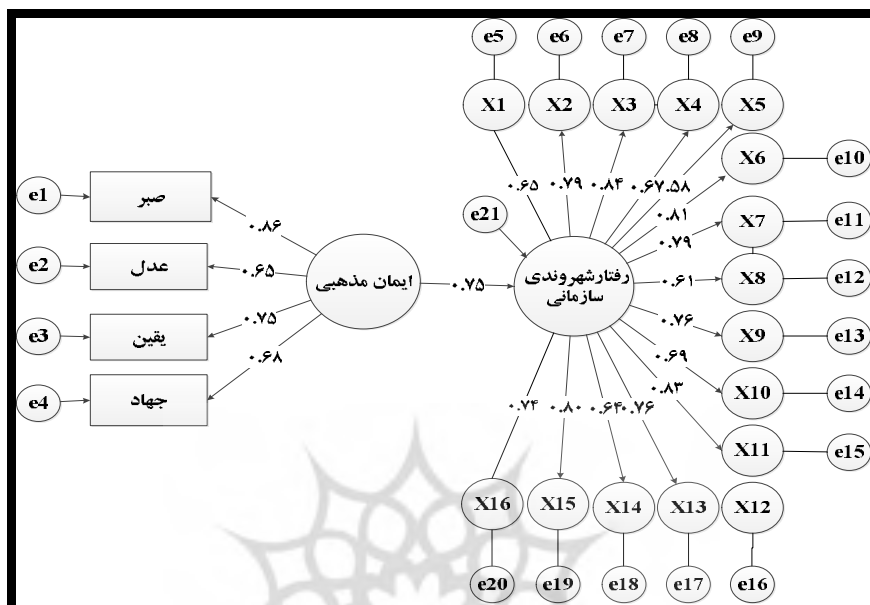 e5 e6 e7 e8 e9
X1 X2 X3 X4 X5
X6 e10
e1 صبر
۰.۸۶
۰.۶۵ ۰.۷۹ ۰.۸۴ ۰.۶۷ ۰.۵۸
۰.۸۱
۰.۷۹
e21
X7 e11
e2 عدل
۰.۶۵
ایمان مذهبی
۰.۷۵
رفتارشهروندی
سازمانی
۰.۶۱
X8 e12
e3 یقین
۰.۷۵
۰.۷۶
X9 e13
e4 جهاد
۰.۶۸
۰.۶۹
X10 e14
۰.۷۴ ۰.۸۰ ۰.۶۴ ۰.۷۶
۰.۸۳
X11 e15
X16 X15 X14 X13 X12
e20 e19 e18 e17 e16